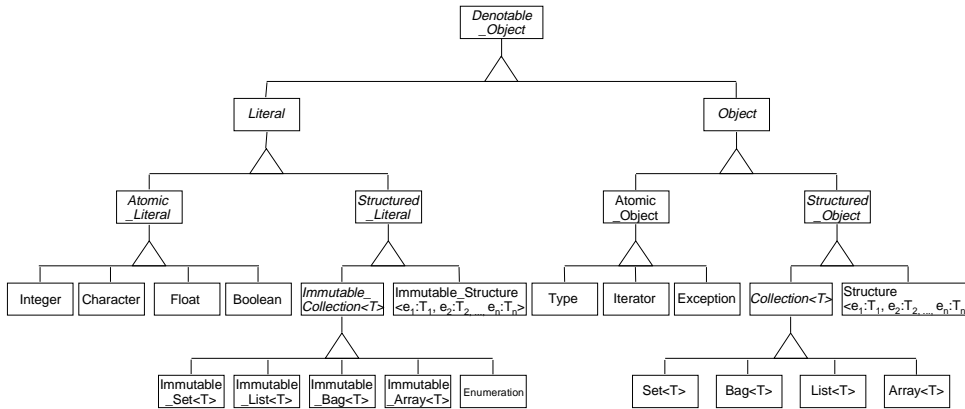 Denotable
_Object
Literal
Object
Atomic
_Literal
Structured
_Literal
Atomic
_Object
Structured
_Object
Integer
Character
Float
Boolean
Immutable_
Collection<T>
Immutable_Structure
<e1:T1, e2:T2, ..., en:Tn>
Type
Iterator
Exception
Collection<T>
Structure
<e1:T1, e2:T2, ..., en:Tn
Immutable
_Set<T>
Immutable
_List<T>
Immutable
_Bag<T>
Immutable
_Array<T>
Enumeration
Set<T>
Bag<T>
List<T>
Array<T>